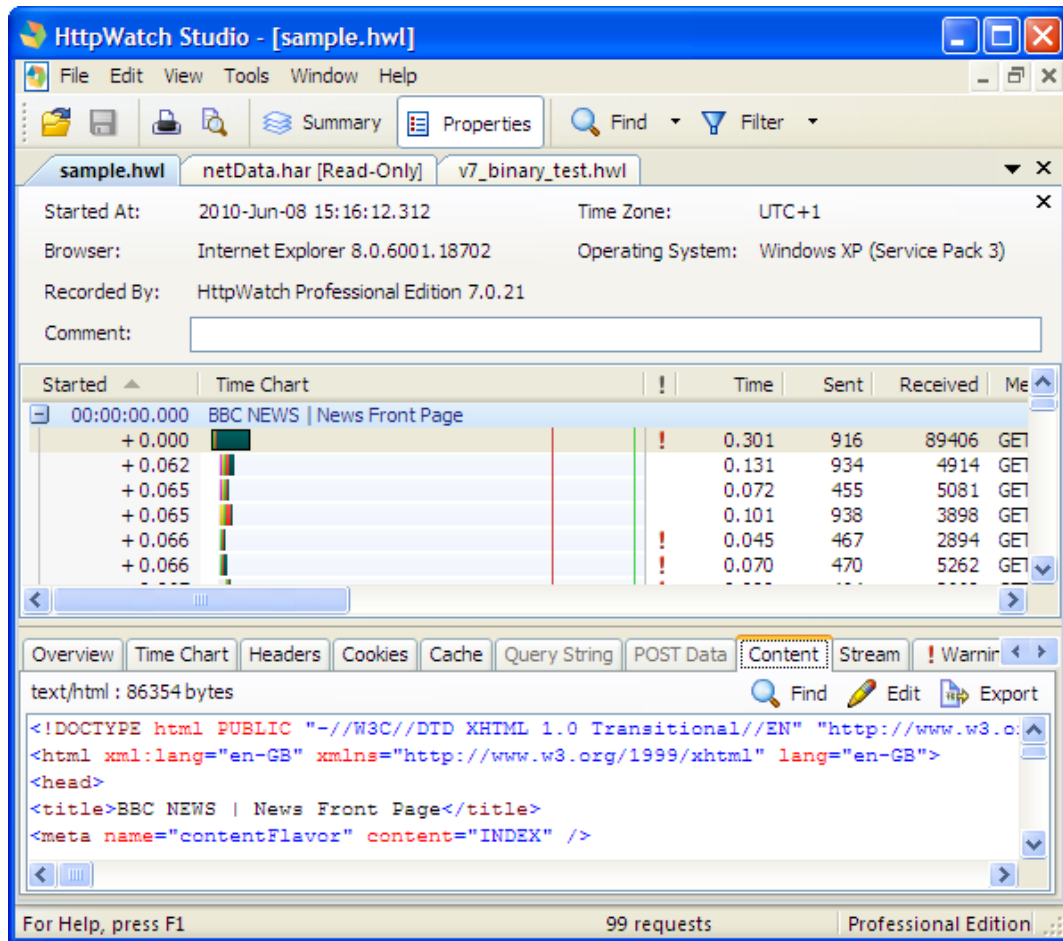 HttpWatch Studio - [sample.hwl]
File Edit View Tools Window Help
Summary Properties Find Filter
sample.hwl netData.har [Read-Only] v7_binary_test.hwl
Started At: 2010-Jun-08 15:16:12.312 Time Zone: UTC+1
Browser: Internet Explorer 8.0.6001.18702 Operating System: Windows XP (Service Pack 3)
Recorded By: HttpWatch Professional Edition 7.0.21
Comment:
Started Time Chart ! Time Sent Received Me
00:00:00.000 BBC NEWS | News Front Page
+ 0.000 ! 0.301 916 89406 GET
+ 0.062 0.131 934 4914 GET
+ 0.065 0.072 455 5081 GET
+ 0.065 0.101 938 3898 GET
+ 0.066 ! 0.045 467 2894 GET
+ 0.066 ! 0.070 470 5262 GET
Overview Time Chart Headers Cookies Cache Query String POST Data Content Stream ! Warnin
text/html : 86354 bytes Find Edit Export
<!DOCTYPE html PUBLIC "-//W3C//DTD XHTML 1.0 Transitional//EN" "http://www.w3.o
<html xml:lang="en-GB" xmlns="http://www.w3.org/1999/xhtml" lang="en-GB">
<head>
<title>BBC NEWS | News Front Page</title>
<meta name="contentFlavor" content="INDEX" />
For Help, press F1 99 requests Professional Edition